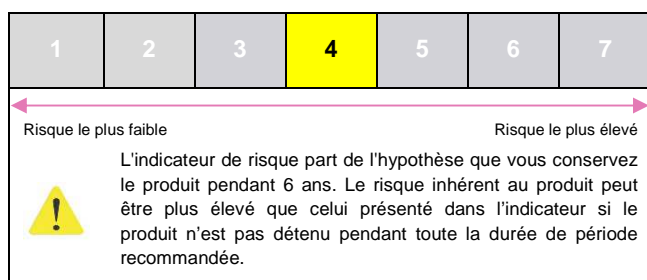 1 2 3 4 5 6 7
Risque le plus faible Risque le plus élevé
L'indicateur de risque part de l'hypothèse que vous conservez
le produit pendant 6 ans. Le risque inhérent au produit peut
être plus élevé que celui présenté dans l’indicateur si le
produit n’est pas détenu pendant toute la durée de période
recommandée.